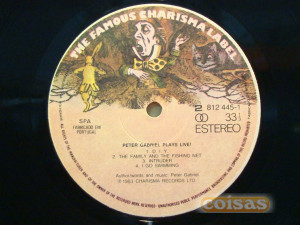 THE FAMOUS CHARISMA LABEL
2 812 445-1
33⅓
ESTEREO
SPA
FABRICADO EM
PORTUGAL
PETER GABRIEL PLAYS LIVE!
1. D I Y
2. THE FAMILY AND THE FISHING NET
3. INTRUDER
4. I GO SWIMMING
Author/words and music: Peter Gabriel
℗ 1983 CHARISMA RECORDS LTD.
coisas